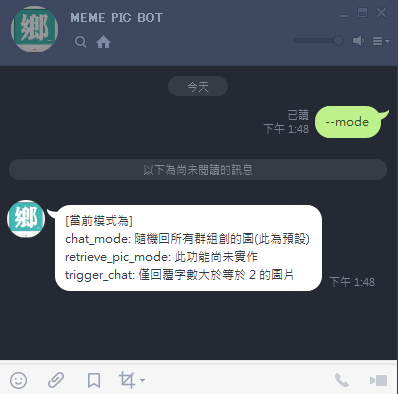 鄉
MEME PIC BOT
今天
已讀
下午 1:48
--mode
以下為尚未閱讀的訊息
鄉
[當前模式為]
chat_mode: 隨機回所有群組創的圖(此為預設)
retrieve_pic_mode: 此功能尚未實作
trigger_chat: 僅回覆字數大於等於 2 的圖片
下午 1:48